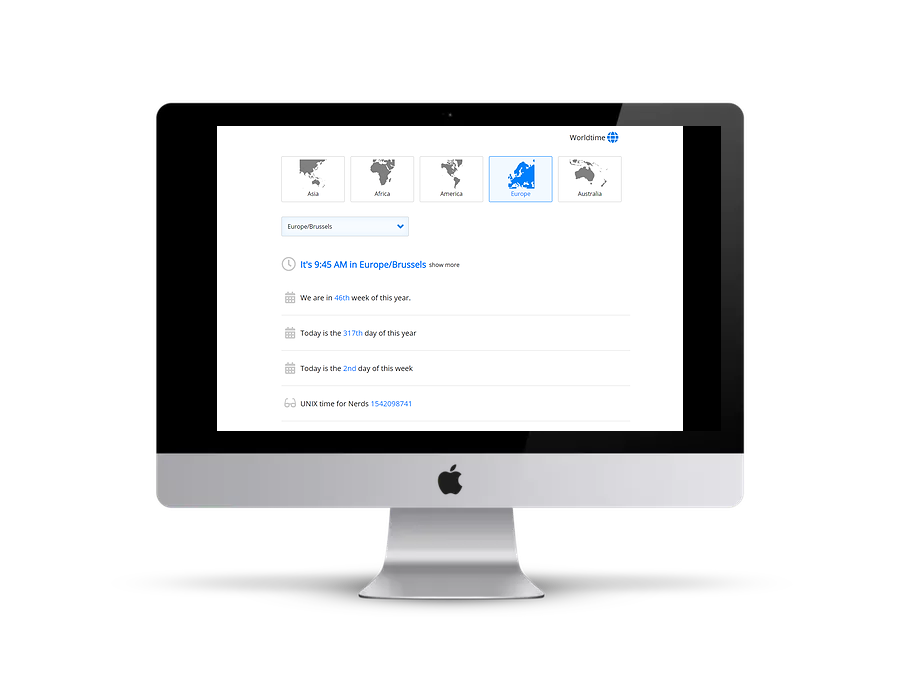 Worldtime
Asia
Africa
America
Europe
Australia
Europe/Brussels
It's 9:45 AM in Europe/Brussels show more
We are in 46th week of this year.
Today is the 317th day of this year
Today is the 2nd day of this week
UNIX time for Nerds 1542098741